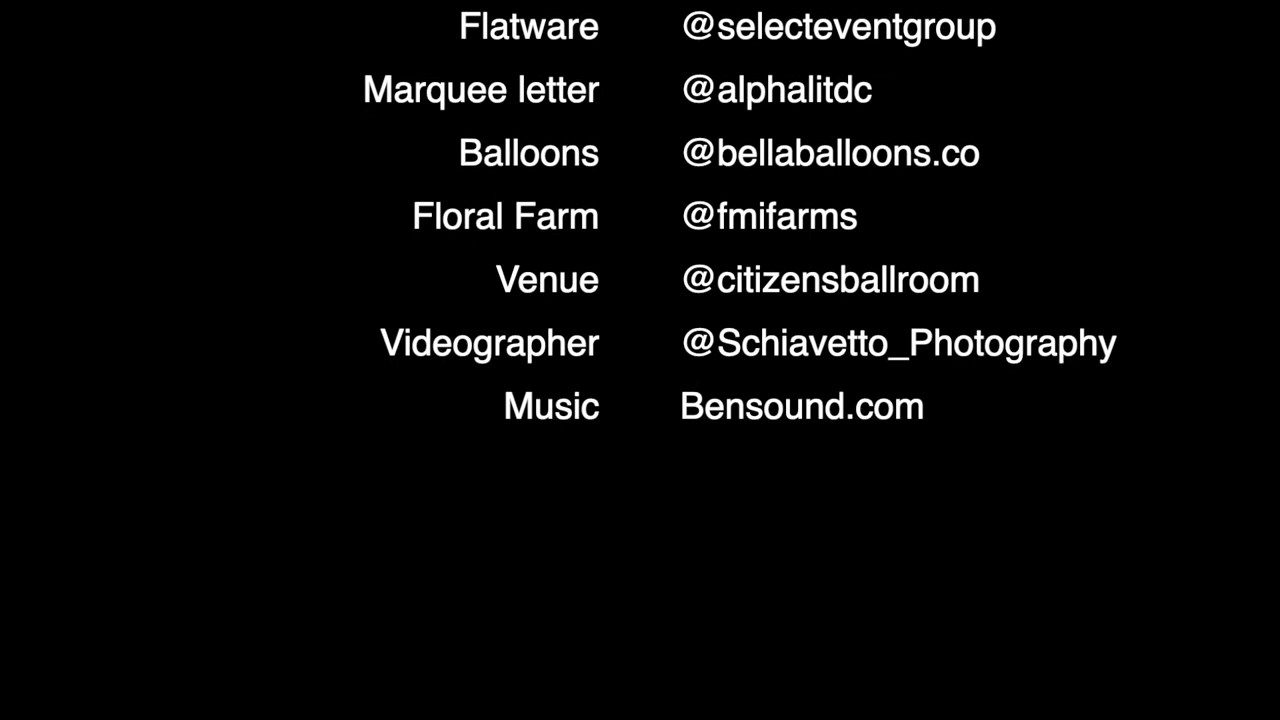 Flatware @selecteventgroup
Marquee letter @alphalitdc
Balloons @bellaballoons.co
Floral Farm @fmifarms
Venue @citizensballroom
Videographer @Schiavetto_Photography
Music Bensound.com